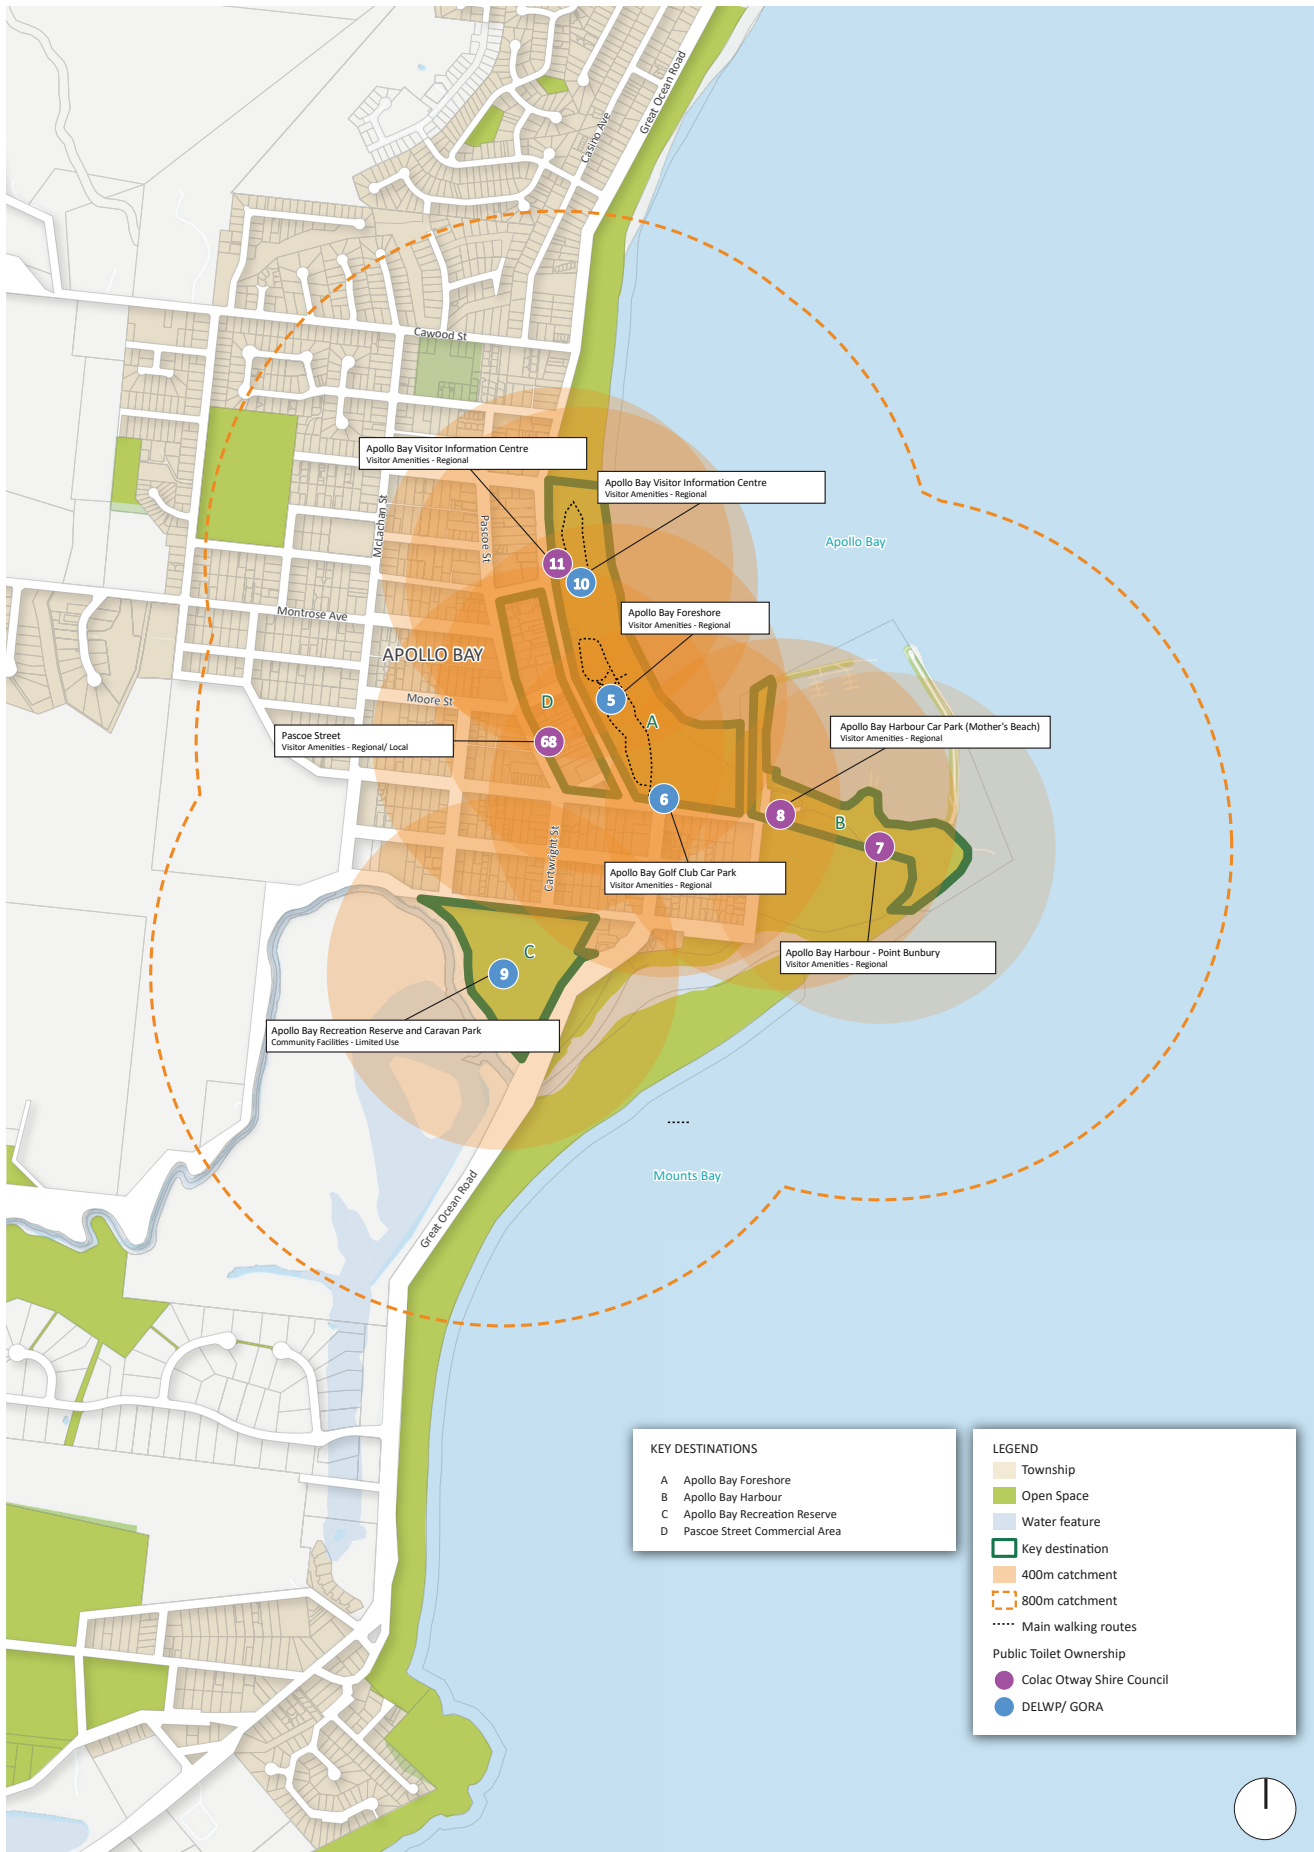 Great Ocean Road
Casino Ave
Cawood St
Apollo Bay Visitor Information Centre
Visitor Amenities - Regional
Apollo Bay Visitor Information Centre
Visitor Amenities - Regional
McLachan St
Pascoe St
Apollo Bay
11
10
Montrose Ave
Apollo Bay Foreshore
Visitor Amenities - Regional
APOLLO BAY
Moore St
D
5
A
Pascoe Street
Visitor Amenities - Regional/ Local
68
Apollo Bay Harbour Car Park (Mother's Beach)
Visitor Amenities - Regional
6
8
B
7
Cartwright St
Apollo Bay Golf Club Car Park
Visitor Amenities - Regional
C
9
Apollo Bay Harbour - Point Bunbury
Visitor Amenities - Regional
Apollo Bay Recreation Reserve and Caravan Park
Community Facilities - Limited Use
Mounts Bay
Great Ocean Road
KEY DESTINATIONS
A Apollo Bay Foreshore
B Apollo Bay Harbour
C Apollo Bay Recreation Reserve
D Pascoe Street Commercial Area
LEGEND
Township
Open Space
Water feature
Key destination
400m catchment
800m catchment
Main walking routes
Public Toilet Ownership
Colac Otway Shire Council
DELWP/ GORA